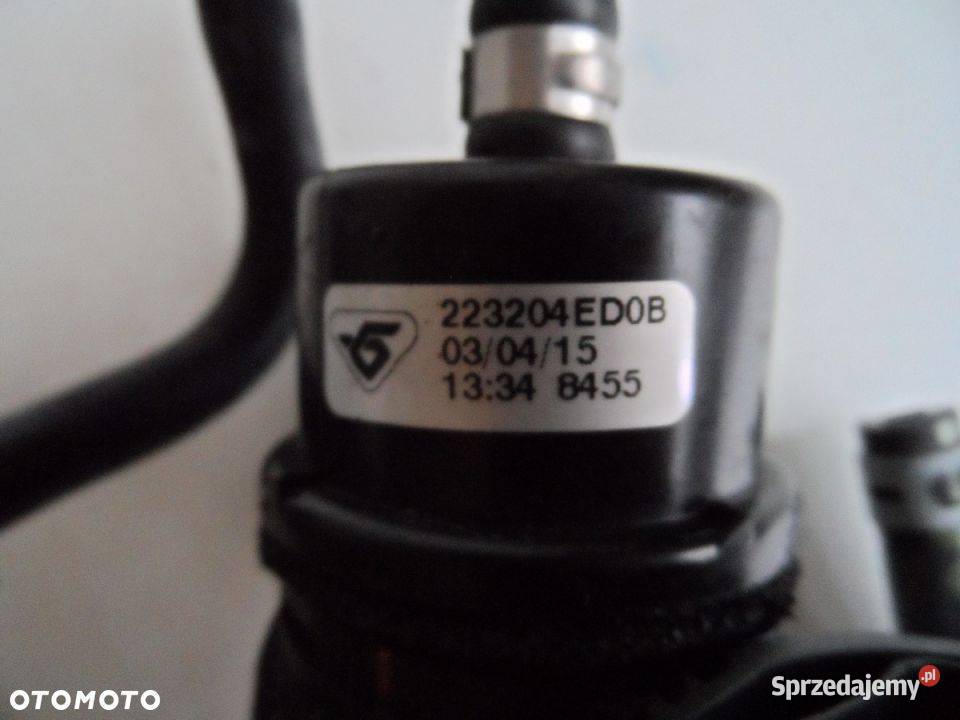 223204ED0B
03/04/15
13:34 8455
OTOMOTO
Sprzedajemy.pl